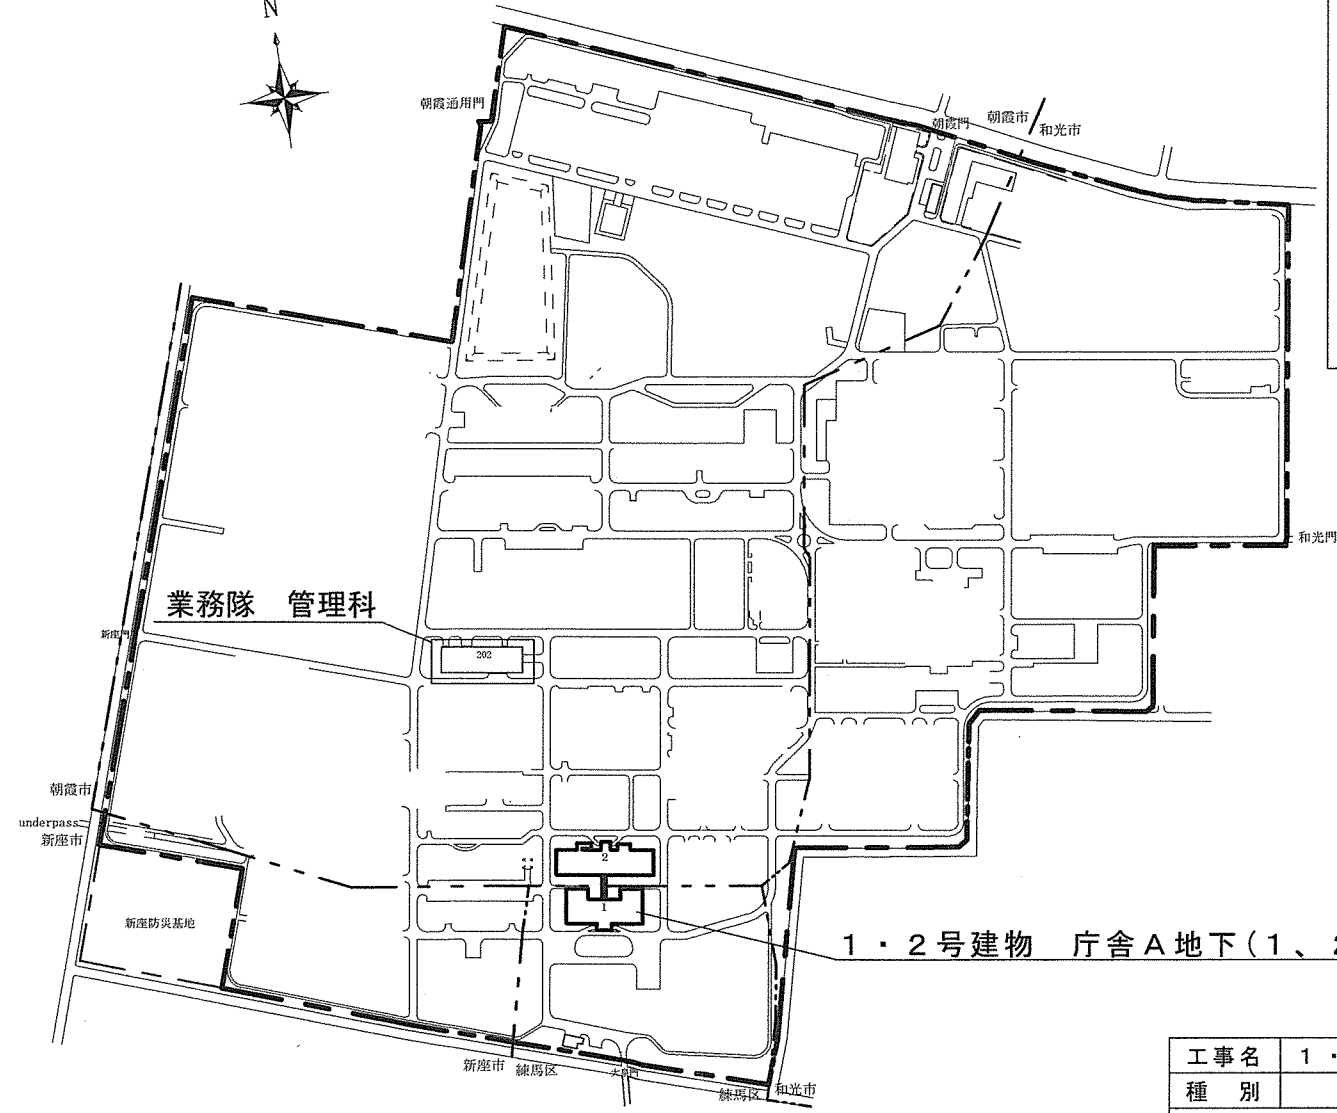 N
朝霞通用門
朝霞門
朝霞市
和光市
和光門
業務隊 管理科
新座門
202
朝霞市
underpass
新座市
2
新座防災基地
1
1・2号建物 庁舎A地下(1、2
新座市
練馬区
大泉門
練馬区
和光市
工事名 1・
種別